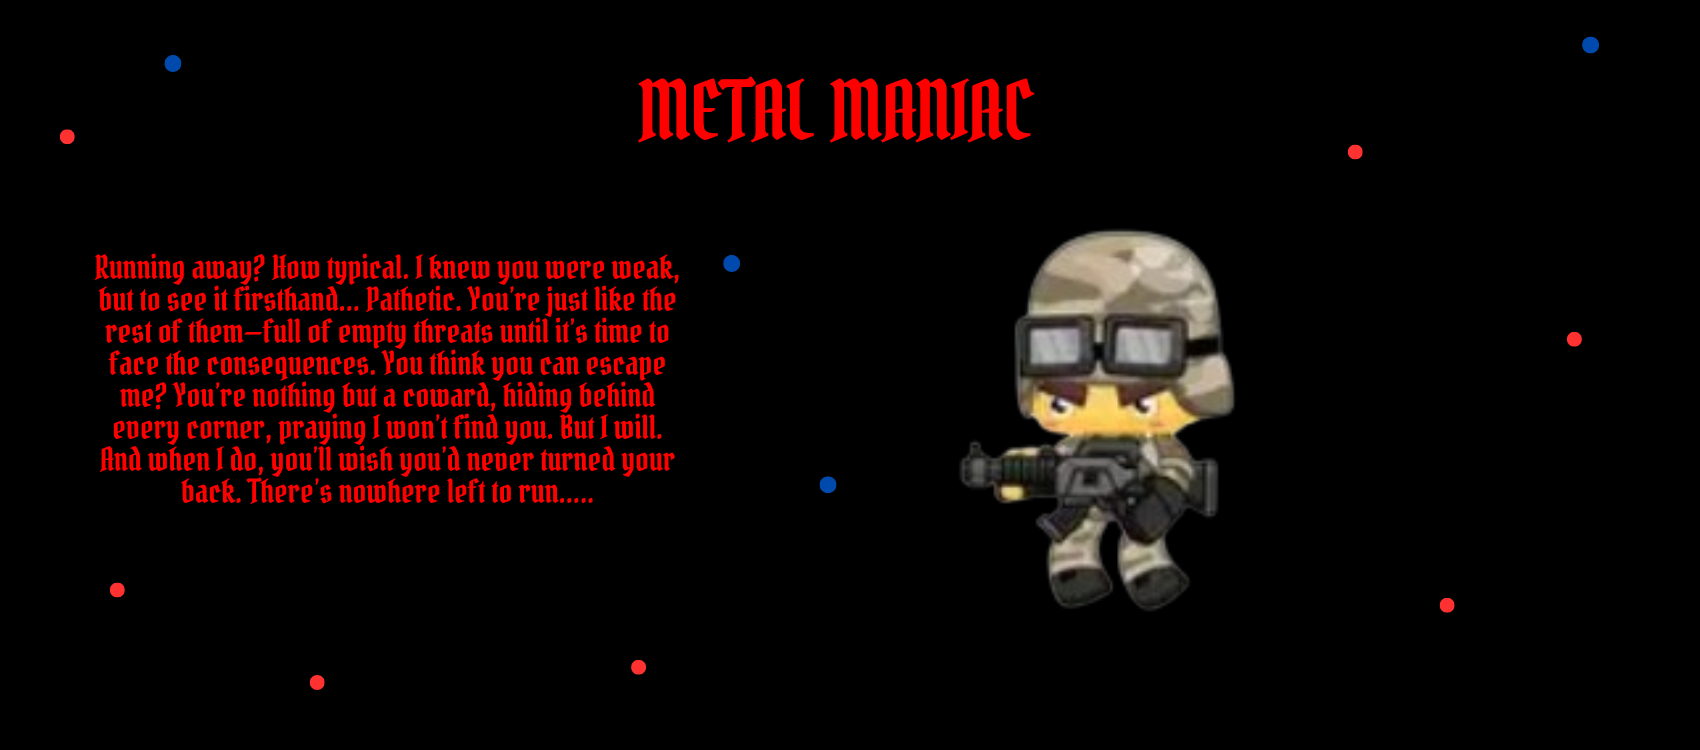 METAL MANIAC
Running away? How typical. I knew you were weak,
but to see it firsthand... Pathetic. You're just like the
rest of them—full of empty threats until it's time to
face the consequences. You think you can escape
me? You're nothing but a coward, hiding behind
every corner, praying I won't find you. But I will.
And when I do, you'll wish you'd never turned your
back. There's nowhere left to run.....